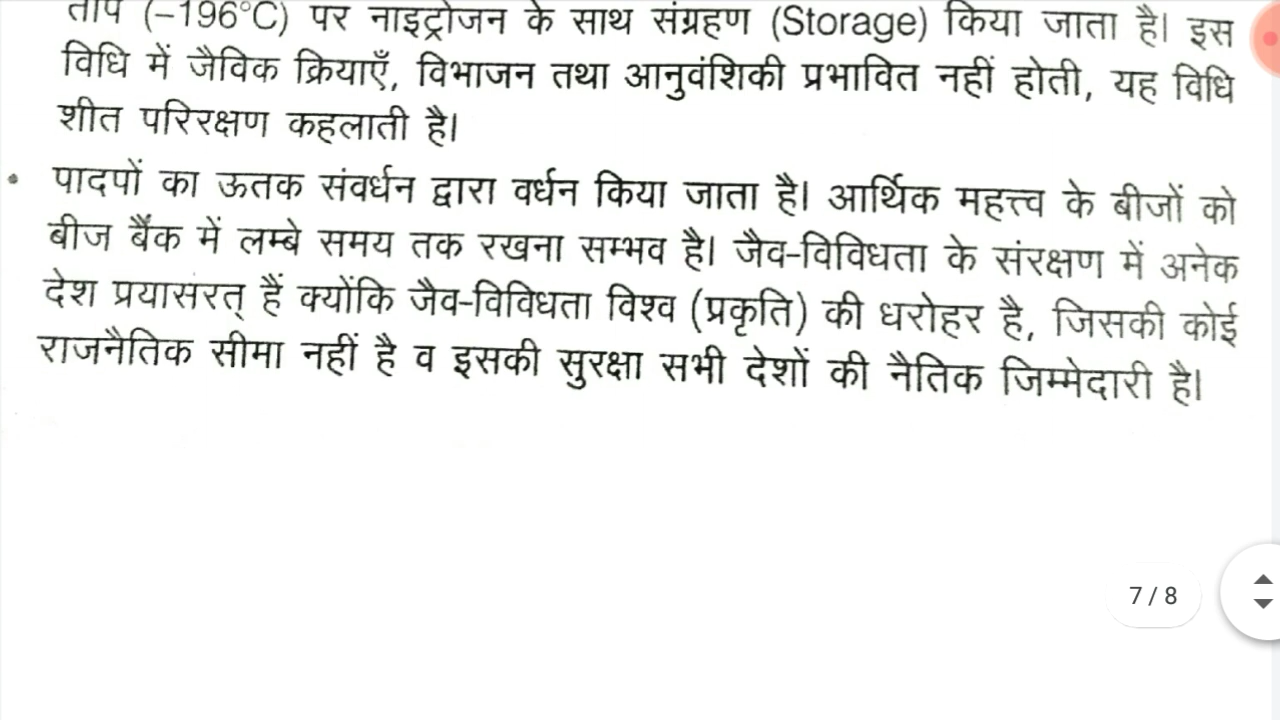 ताप (–196°C) पर नाइट्रोजन के साथ संग्रहण (Storage) किया जाता है। इस
विधि में जैविक क्रियाएँ, विभाजन तथा आनुवंशिकी प्रभावित नहीं होती, यह विधि
शीत परिरक्षण कहलाती है।
• पादपों का ऊतक संवर्धन द्वारा वर्धन किया जाता है। आर्थिक महत्त्व के बीजों को
बीज बैंक में लम्बे समय तक रखना सम्भव है। जैव-विविधता के संरक्षण में अनेक
देश प्रयासरत् हैं क्योंकि जैव-विविधता विश्व (प्रकृति) की धरोहर है, जिसकी कोई
राजनैतिक सीमा नहीं है व इसकी सुरक्षा सभी देशों की नैतिक जिम्मेदारी है।
7 / 8